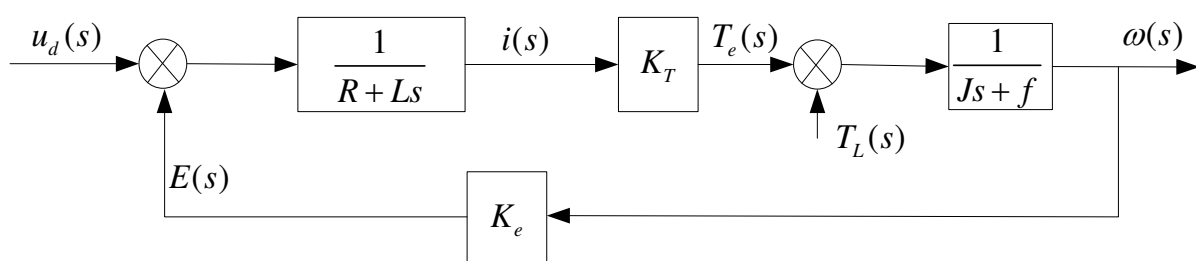 u_d(s)
1
R + Ls
i(s)
K_T
T_e(s)
1
Js + f
ω(s)
T_L(s)
E(s)
K_e